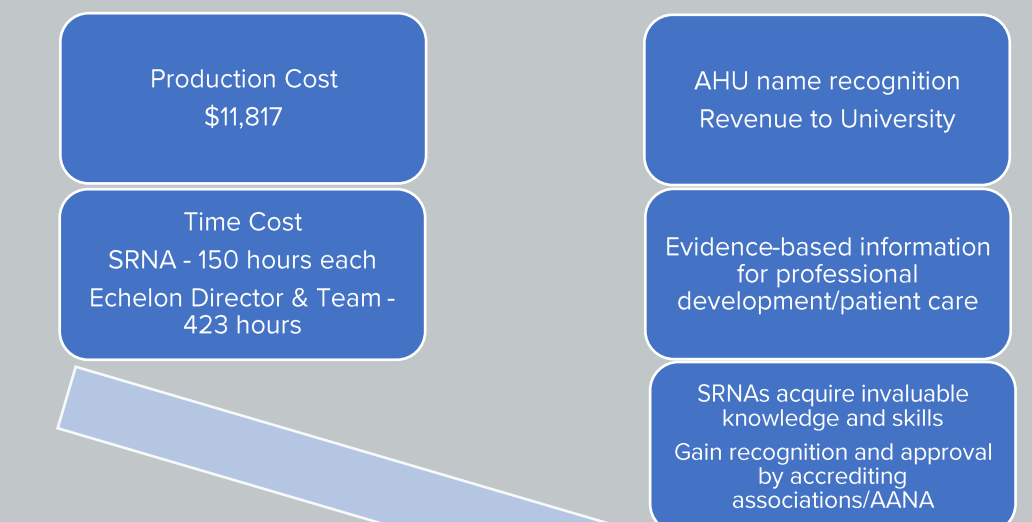 Production Cost
$11,817
Time Cost
SRNA - 150 hours each
Echelon Director & Team -
423 hours
AHU name recognition
Revenue to University
Evidence-based information
for professional
development/patient care
SRNAs acquire invaluable
knowledge and skills
Gain recognition and approval
by accrediting
associations/AANA